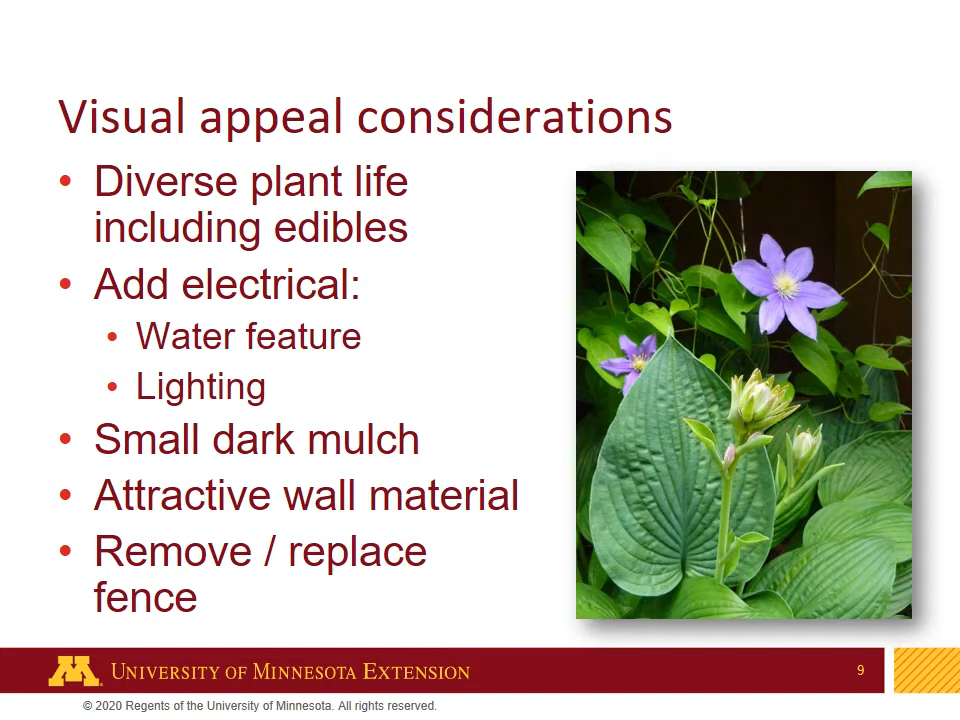 Visual appeal considerations
• Diverse plant life
including edibles
• Add electrical:
• Water feature
• Lighting
• Small dark mulch
• Attractive wall material
• Remove / replace
fence
M UNIVERSITY OF MINNESOTA EXTENSION
9
© 2020 Regents of the University of Minnesota. All rights reserved.